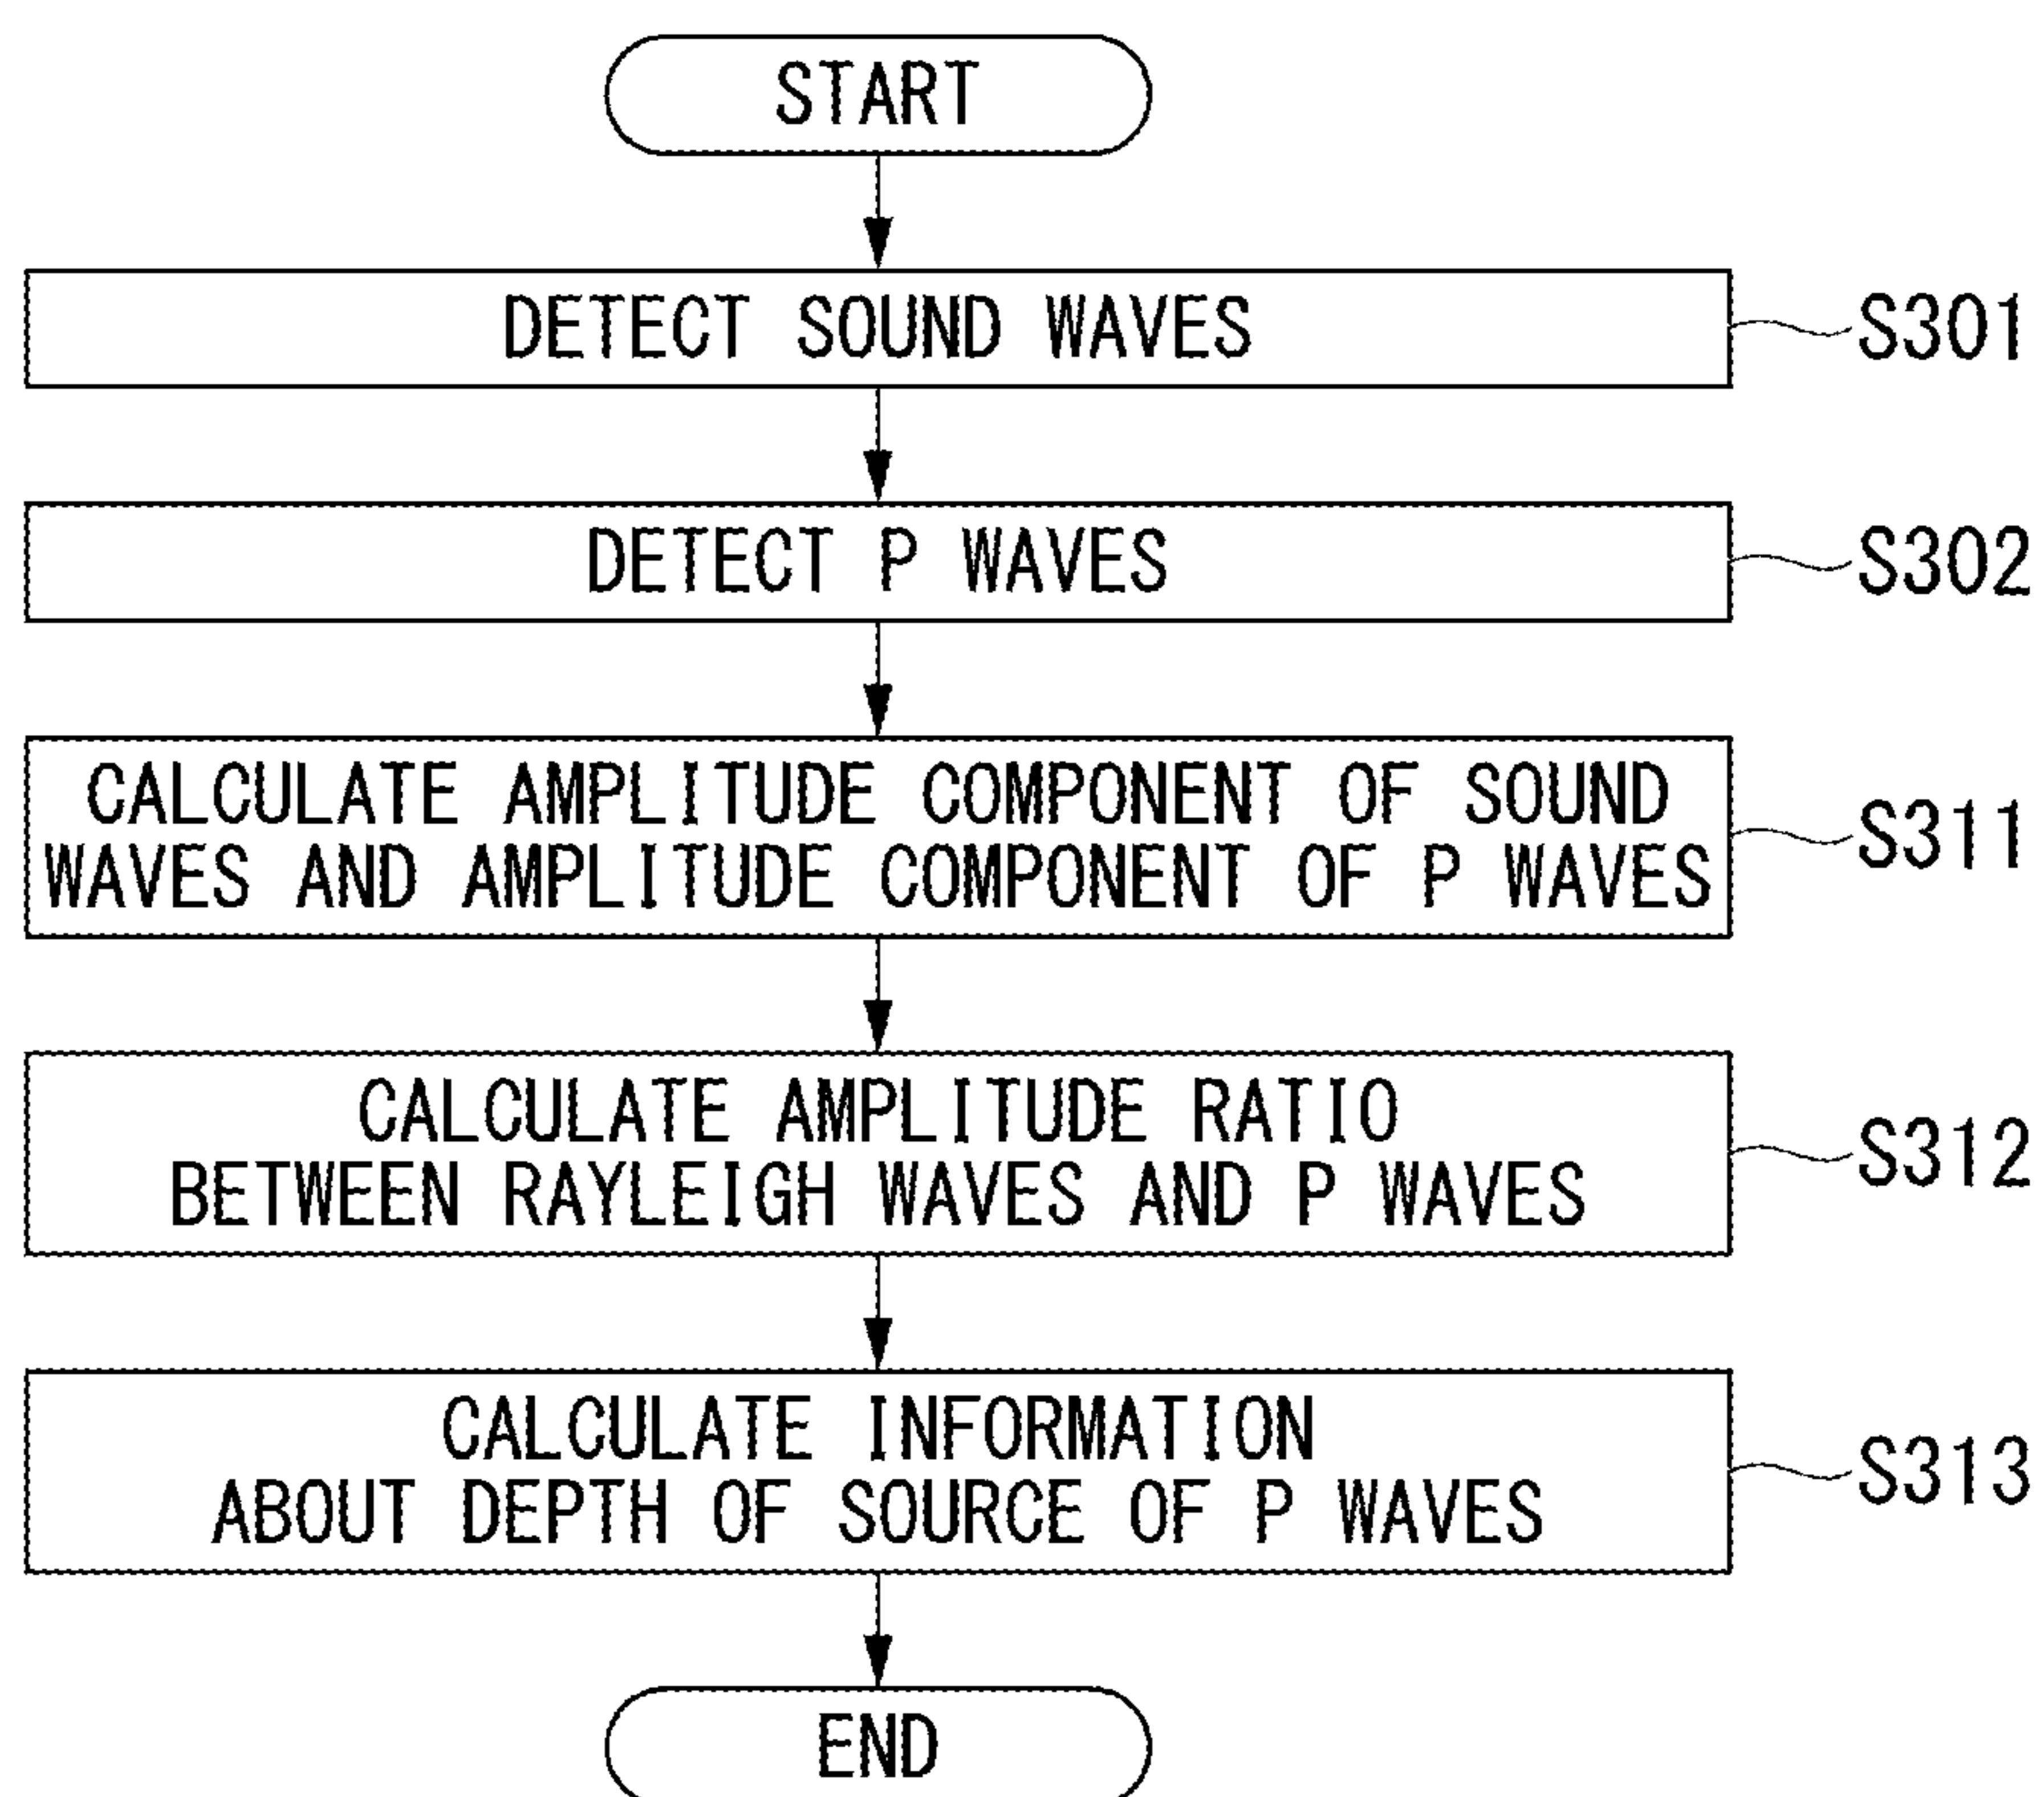 START
DETECT SOUND WAVES
S301
DETECT P WAVES
S302
CALCULATE AMPLITUDE COMPONENT OF SOUND
WAVES AND AMPLITUDE COMPONENT OF P WAVES
S311
CALCULATE AMPLITUDE RATIO
BETWEEN RAYLEIGH WAVES AND P WAVES
S312
CALCULATE INFORMATION
ABOUT DEPTH OF SOURCE OF P WAVES
S313
END